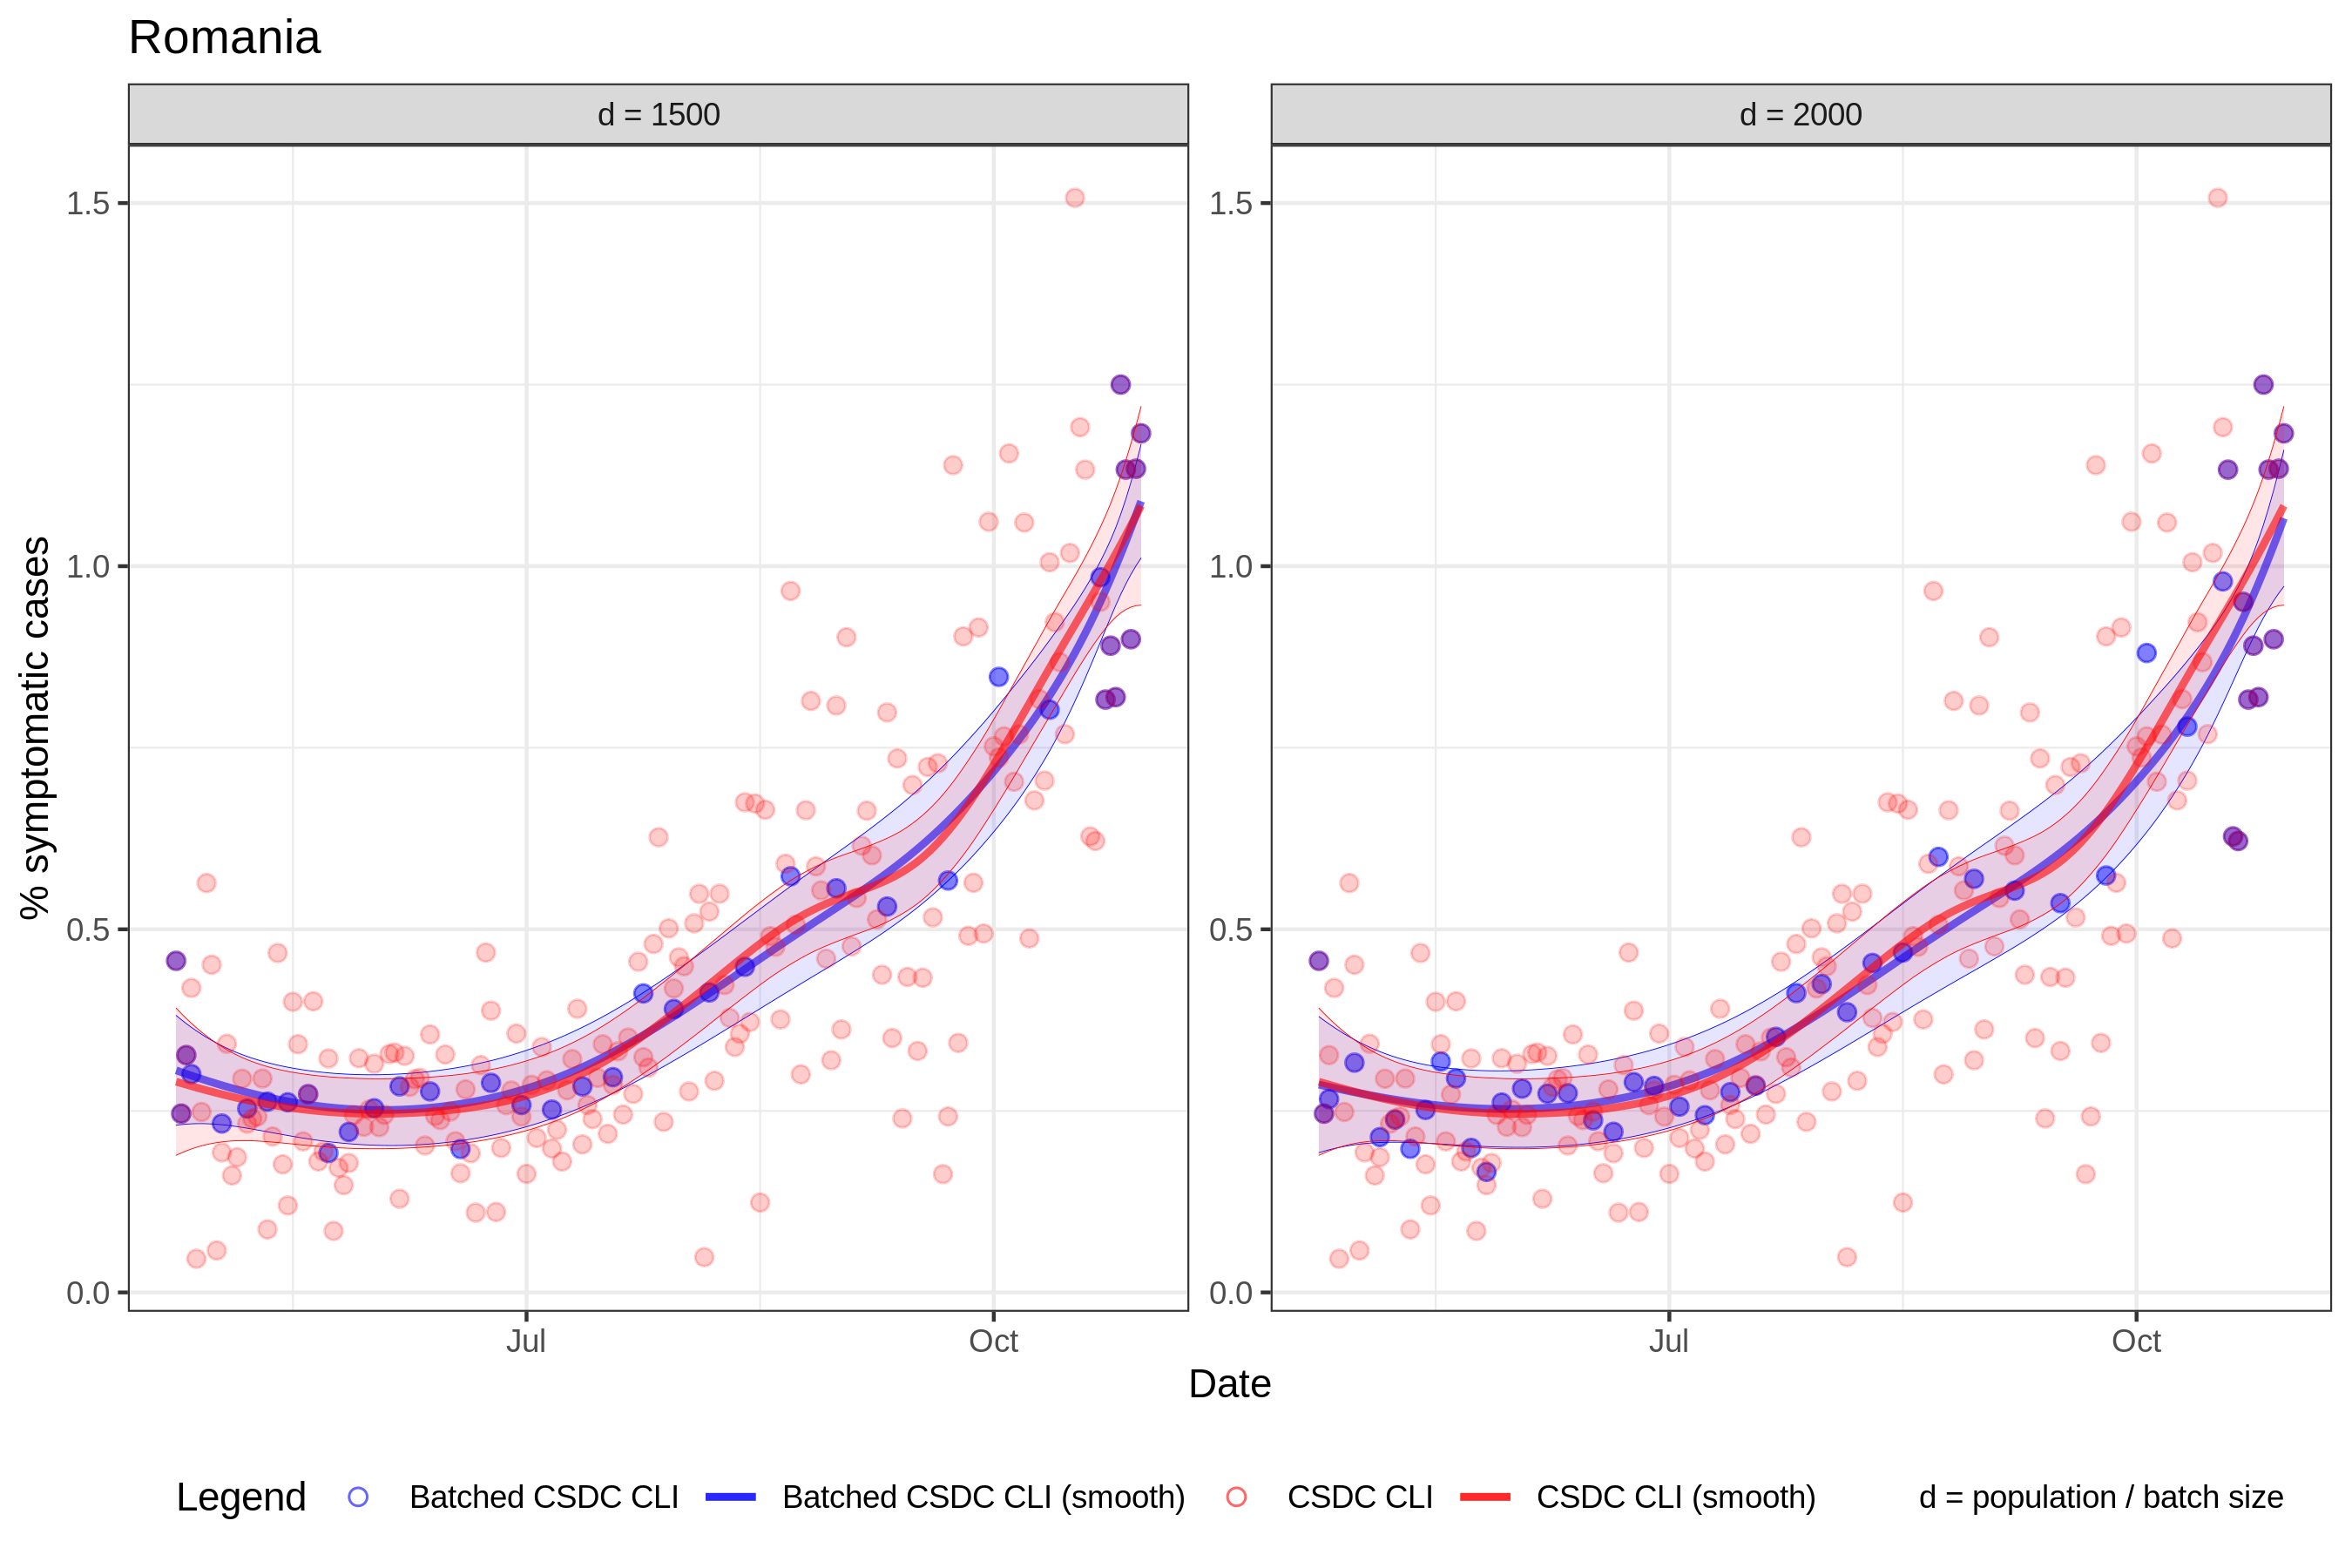 Romania
d = 1500
d = 2000
% symptomatic cases
1.5
1.0
0.5
0.0
1.5
1.0
0.5
0.0
Jul
Oct
Jul
Oct
Date
Legend
Batched CSDC CLI
Batched CSDC CLI (smooth)
CSDC CLI
CSDC CLI (smooth)
d = population / batch size